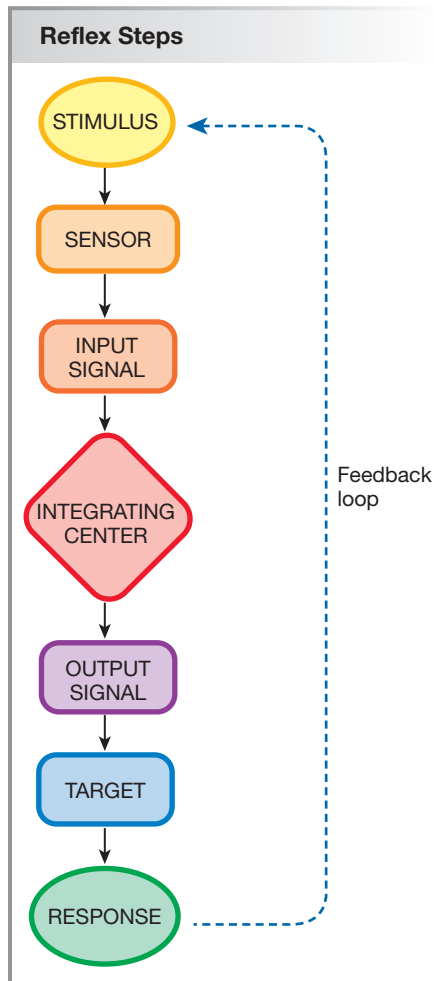 Reflex Steps
STIMULUS
SENSOR
INPUT
SIGNAL
INTEGRATING
CENTER
OUTPUT
SIGNAL
TARGET
RESPONSE
Feedback
loop